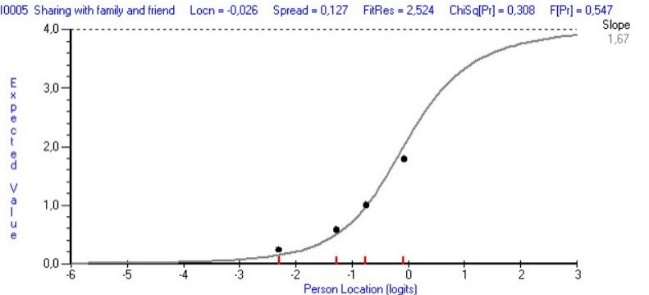 I0005 Sharing with family and friend Locn = -0,026 Spread = 0,127 FitRes = 2,524 ChiSq[Pr] = 0,308 F[Pr] = 0,547
Slope
1,67
4,0
3,0
2,0
1,0
0,0
Expected Value
-6 -5 -4 -3 -2 -1 0 1 2 3
Person Location (logits)